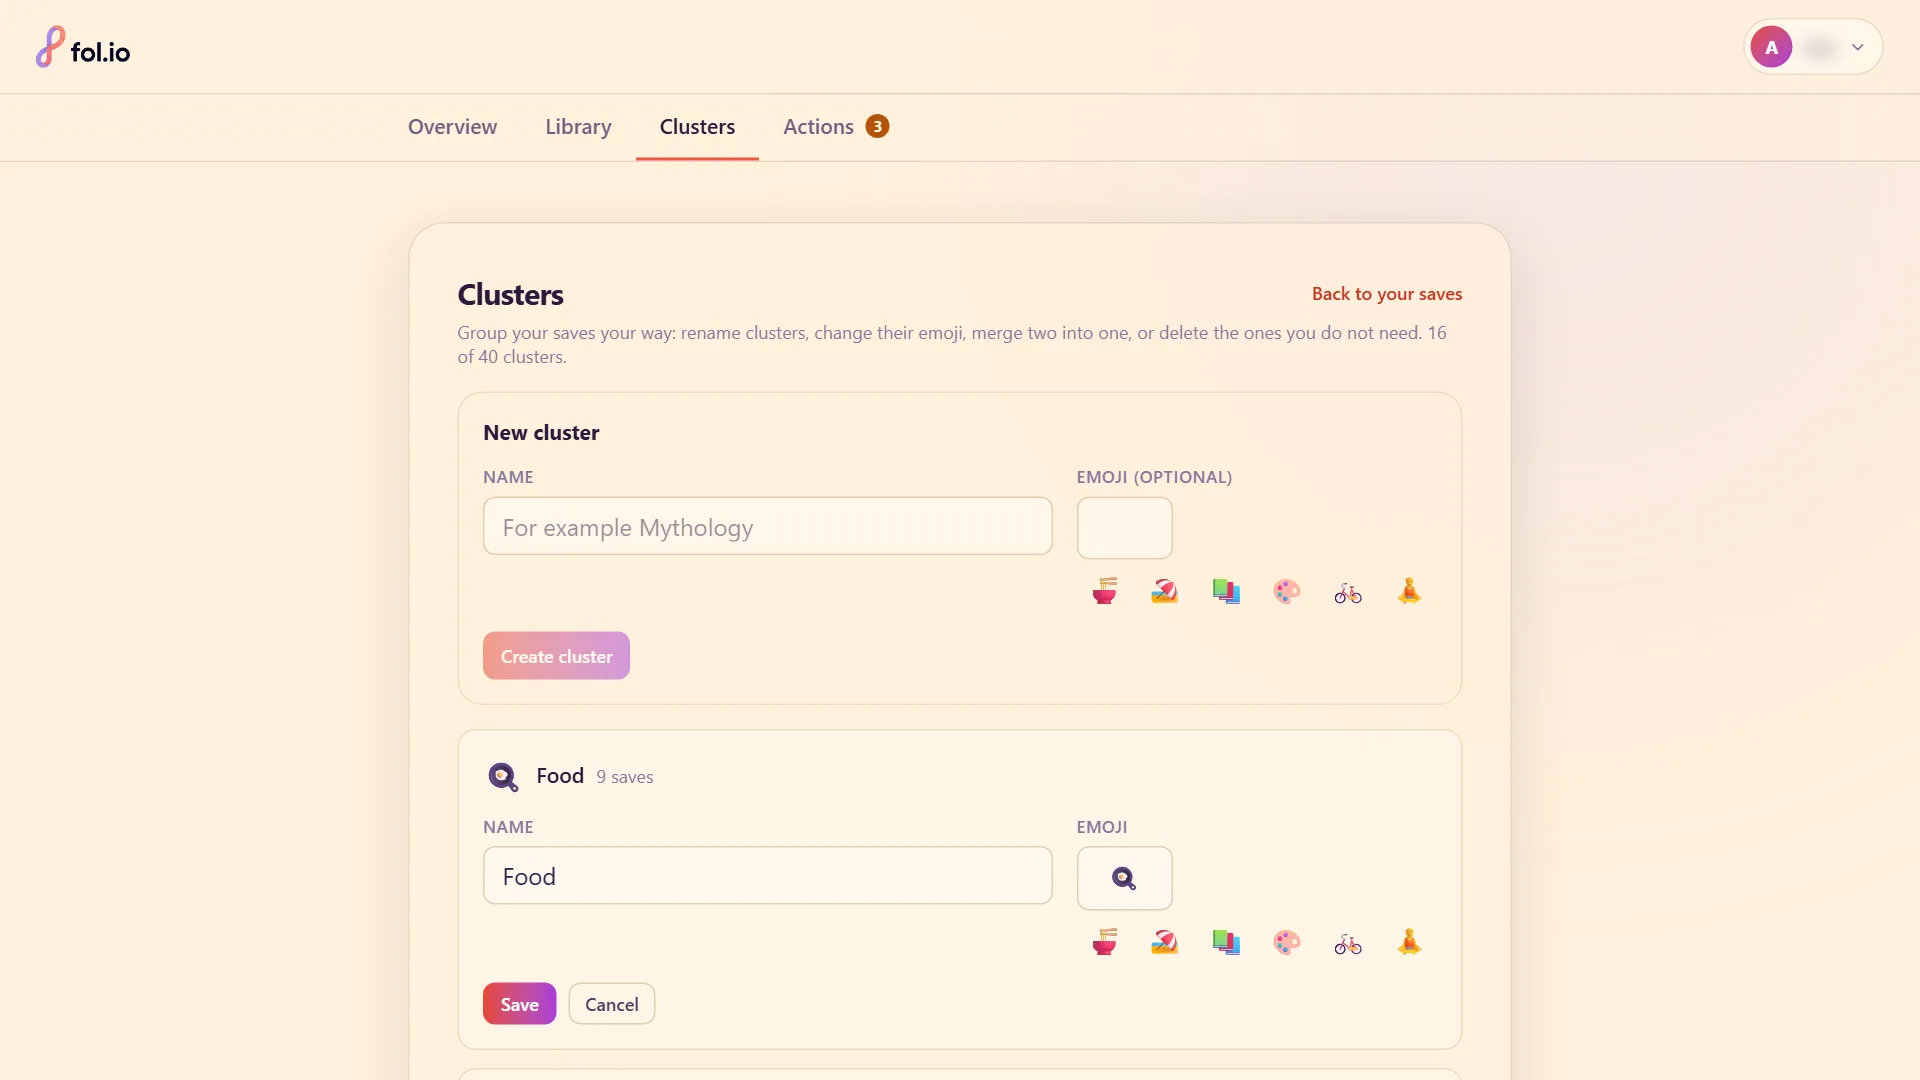 fol.io
A
Overview
Library
Clusters
Actions 3
Clusters
Back to your saves
Group your saves your way: rename clusters, change their emoji, merge two into one, or delete the ones you do not need. 16
of 40 clusters.
New cluster
NAME
EMOJI (OPTIONAL)
For example Mythology
Create cluster
Food 9 saves
NAME
EMOJI
Food
Save
Cancel